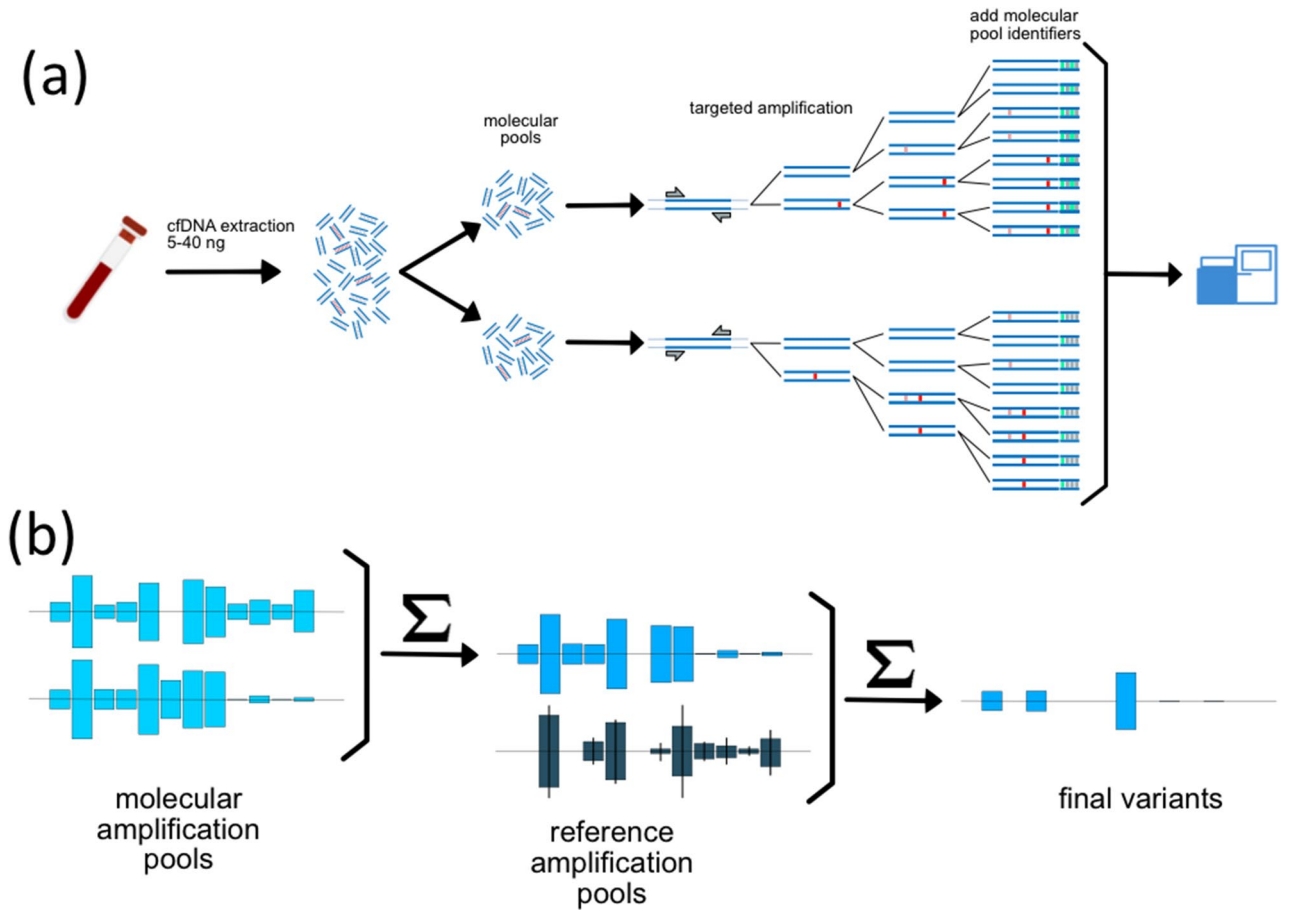 (a)
add molecular
pool identifiers
targeted amplification
molecular
pools
cfDNA extraction
5-40 ng
(b)
Σ
Σ
molecular
amplification
pools
reference
amplification
pools
final variants